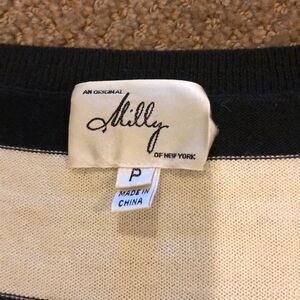 AN ORIGINAL
Milly
OF NEW YORK
P
MADE IN
CHINA